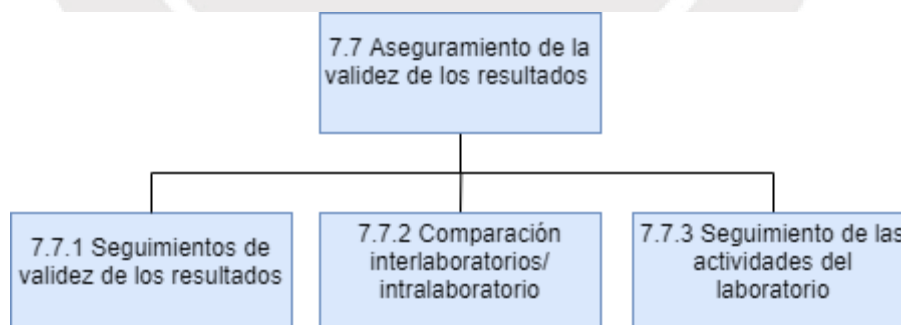 7.7 Aseguramiento de la
validez de los resultados
7.7.1 Seguimientos de
validez de los resultados
7.7.2 Comparación
interlaboratorios/
intralaboratorio
7.7.3 Seguimiento de las
actividades del
laboratorio